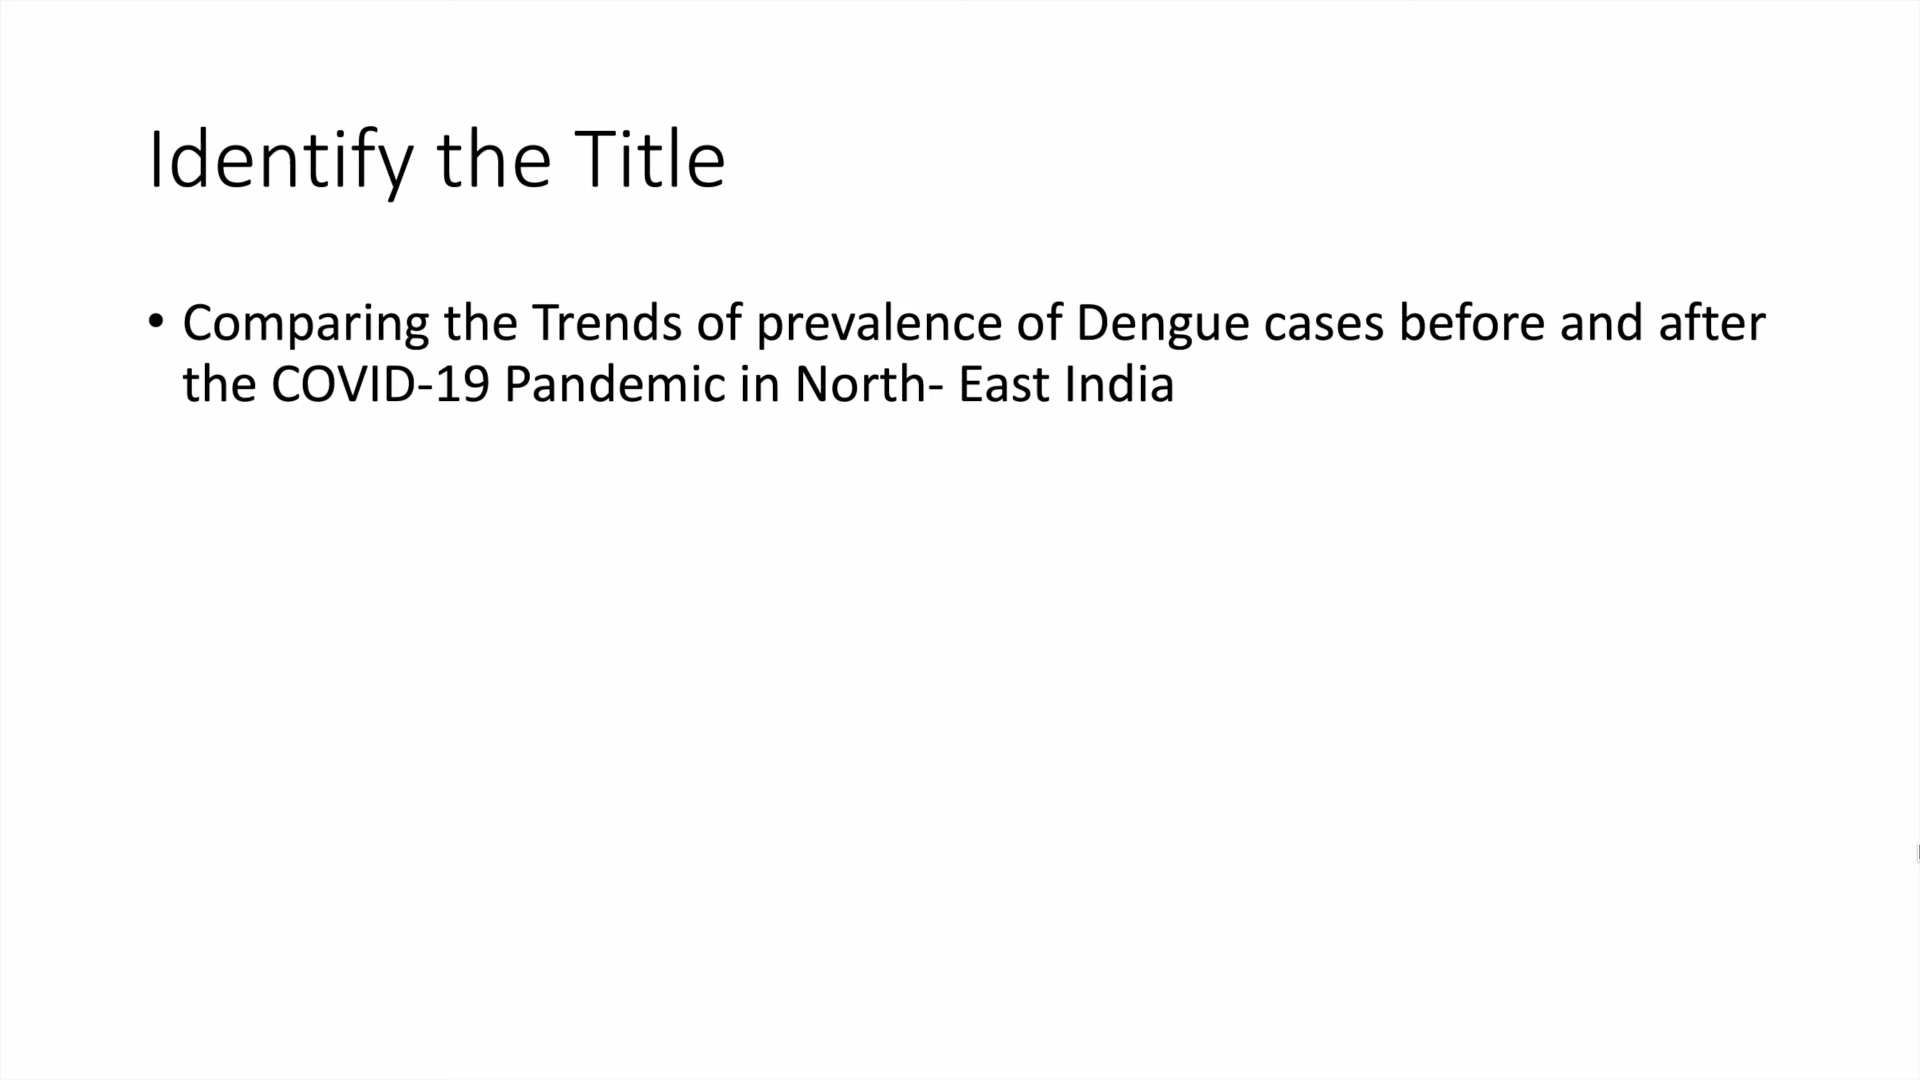 Identify the Title
• Comparing the Trends of prevalence of Dengue cases before and after
the COVID-19 Pandemic in North- East India